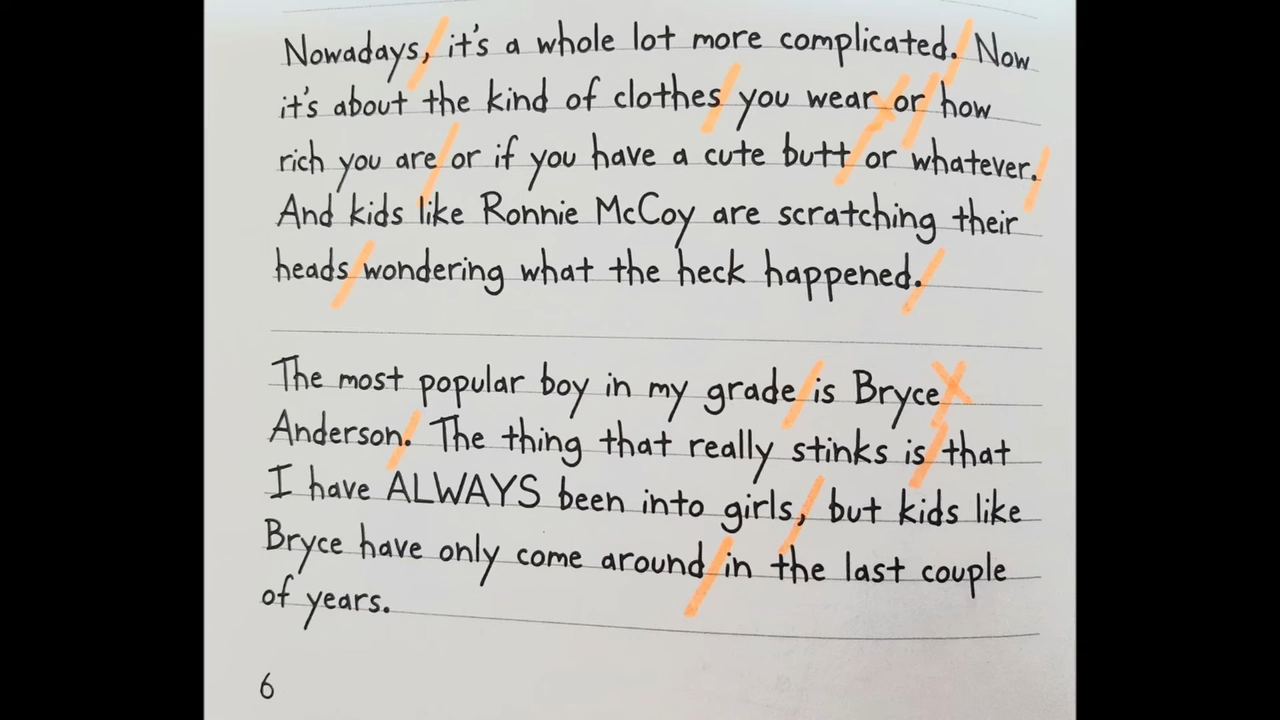 Nowadays, it's a whole lot more complicated. Now
it's about the kind of clothes you wear or how
rich you are or if you have a cute butt or whatever.
And kids like Ronnie McCoy are scratching their
heads wondering what the heck happened.
The most popular boy in my grade is Bryce
Anderson. The thing that really stinks is that
I have ALWAYS been into girls, but kids like
Bryce have only come around in the last couple
of years.
6